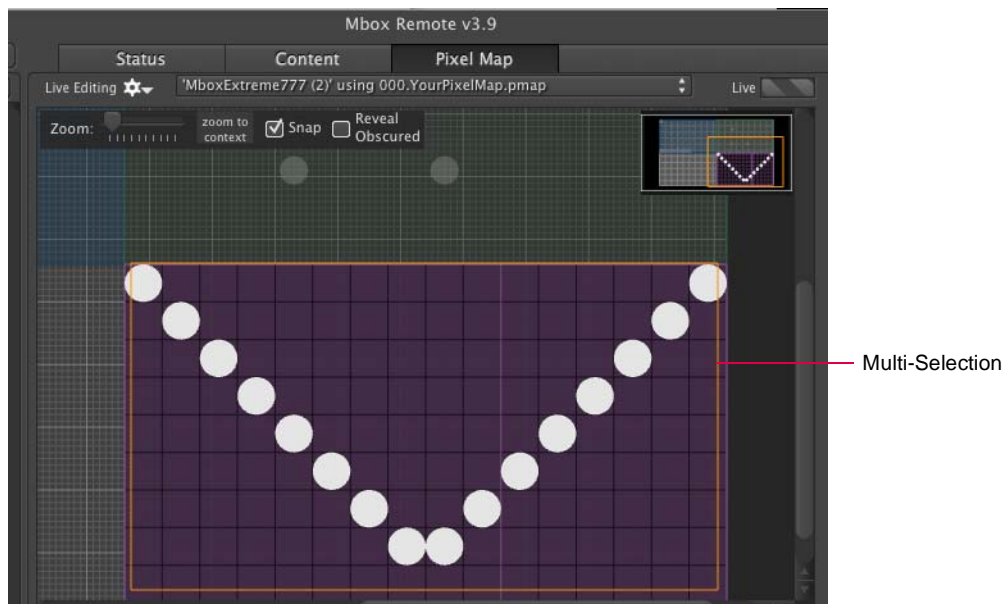 Mbox Remote v3.9
Status Content Pixel Map
Live Editing 'MboxExtreme777 (2)' using 000.YourPixelMap.pmap Live
Zoom: zoom to context Snap Reveal Obscured
Multi-Selection